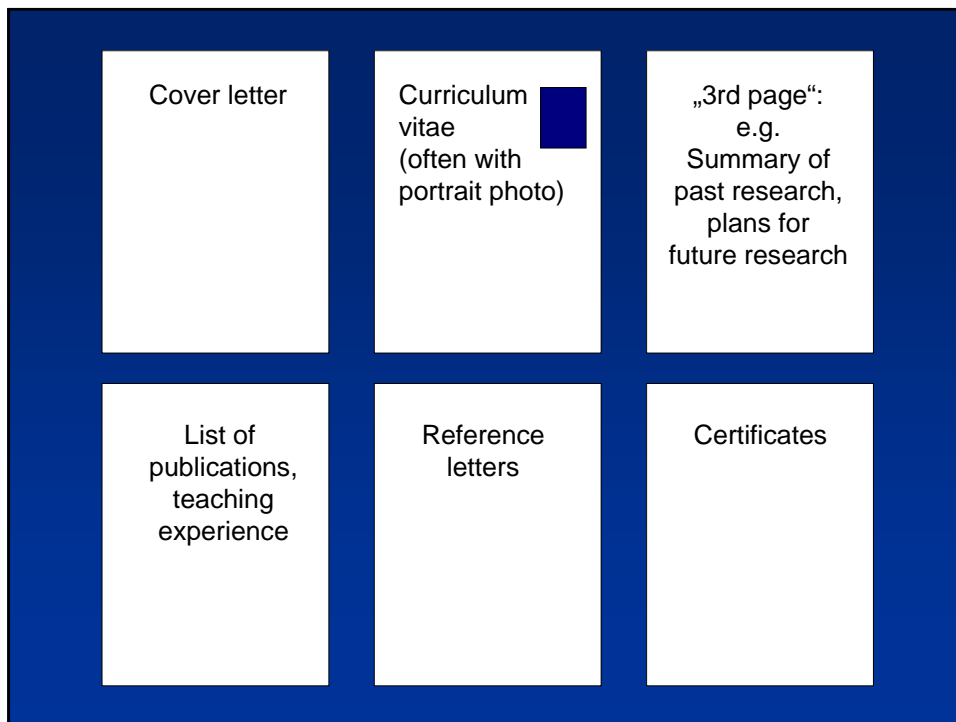 Cover letter
Curriculum
vitae
(often with
portrait photo)
„3rd page“:
e.g.
Summary of
past research,
plans for
future research
List of
publications,
teaching
experience
Reference
letters
Certificates